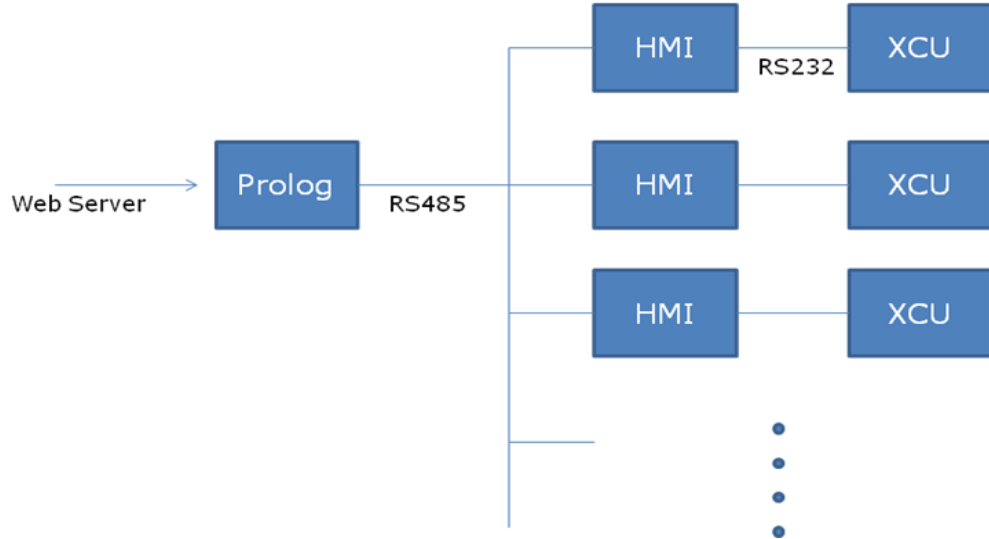 HMI
RS232
XCU
Web Server
Prolog
RS485
HMI
XCU
HMI
XCU